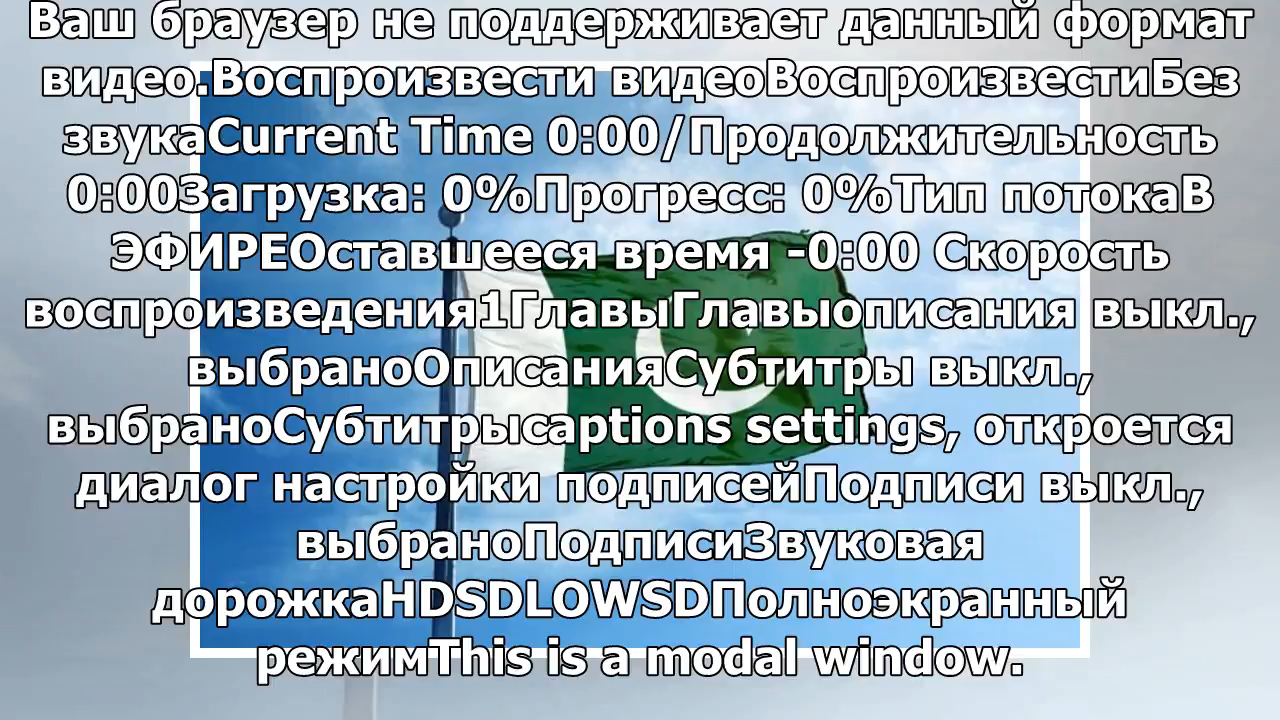 Ваш браузер не поддерживает данный формат
видео.Воспроизвести видеоВоспроизвестиБез
звукаCurrent Time 0:00/Продолжительность
0:00Загрузка: 0%Прогресс: 0%Тип потокаВ
ЭФИРЕОставшееся время -0:00 Скорость
воспроизведения1ГлавыГлавыописания выкл.,
выбраноОписанияСубтитры выкл.,
выбраноСубтитрыcaptions settings, откроется
диалог настройки подписейПодписи выкл.,
выбраноПодписиЗвуковая
дорожкаHDSDLOWSDПолноэкранный
режимThis is a modal window.